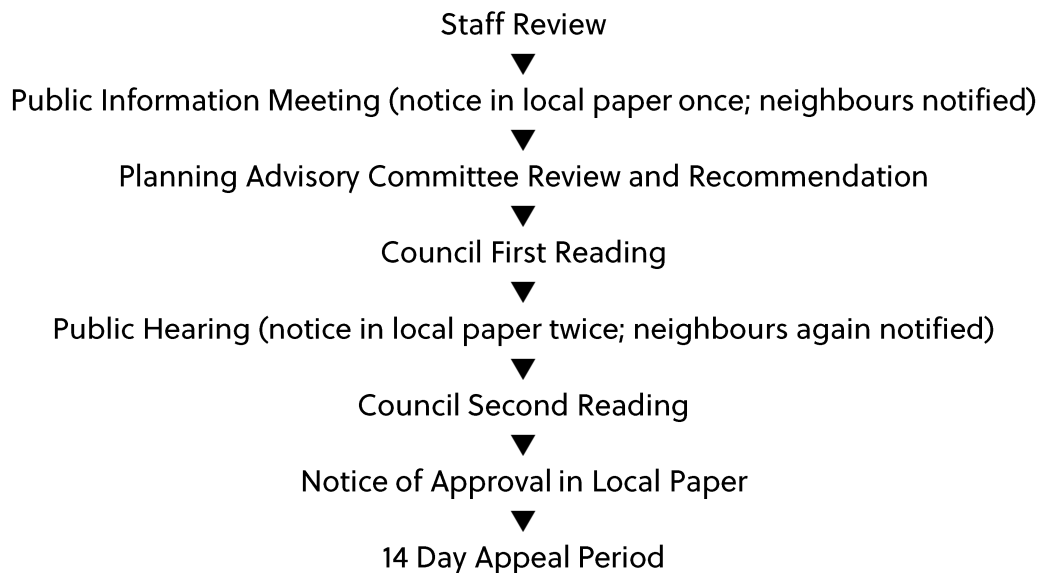 Staff Review
Public Information Meeting (notice in local paper once; neighbours notified)
Planning Advisory Committee Review and Recommendation
Council First Reading
Public Hearing (notice in local paper twice; neighbours again notified)
Council Second Reading
Notice of Approval in Local Paper
14 Day Appeal Period